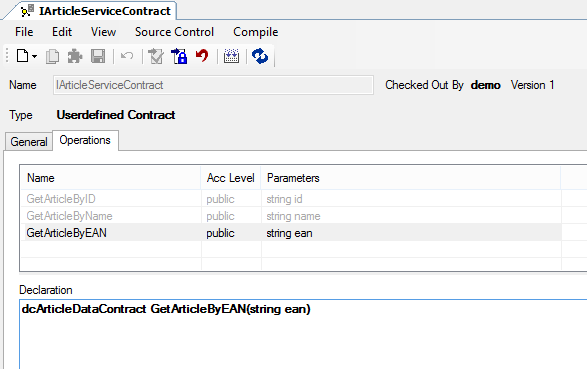 IArticleServiceContract
File Edit View Source Control Compile
Name IArticleServiceContract Checked Out By demo Version 1
Type Userdefined Contract
General Operations
Name Acc Level Parameters
GetArticleByID public string id
GetArticleByName public string name
GetArticleByEAN public string ean
Declaration
dcArticleDataContract GetArticleByEAN(string ean)